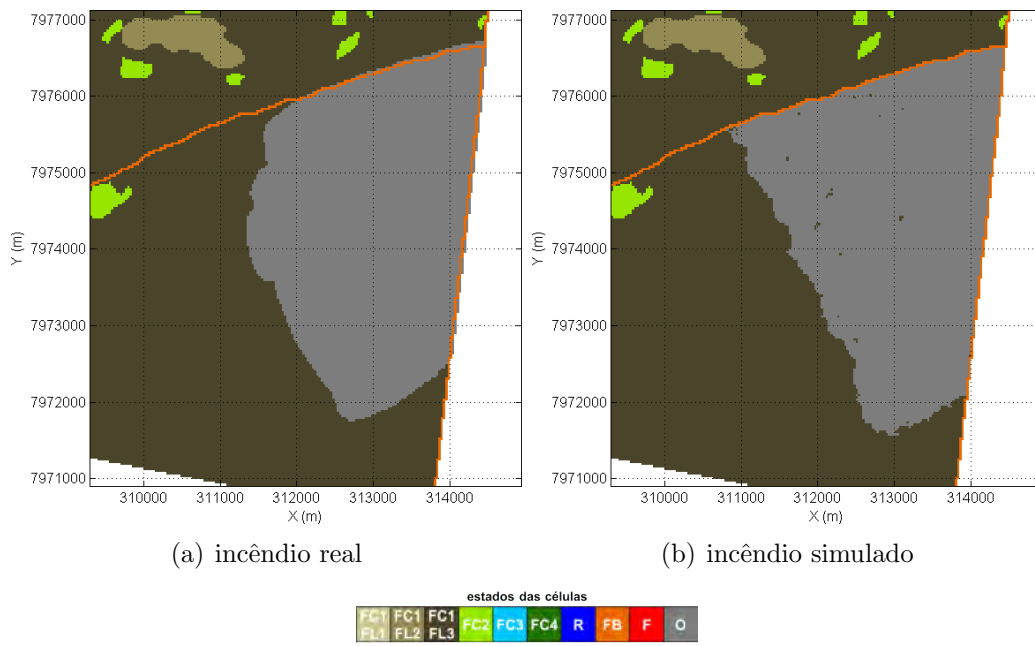 7977000
7976000
7975000
7974000
7973000
7972000
7971000
Y (m)
310000 311000 312000 313000 314000
X (m)
7977000
7976000
7975000
7974000
7973000
7972000
7971000
Y (m)
310000 311000 312000 313000 314000
X (m)
(a) incêndio real
(b) incêndio simulado
estados das células
FC1 FL1
FC1 FL2
FC1 FL3
FC2
FC3
FC4
R
FB
F
O